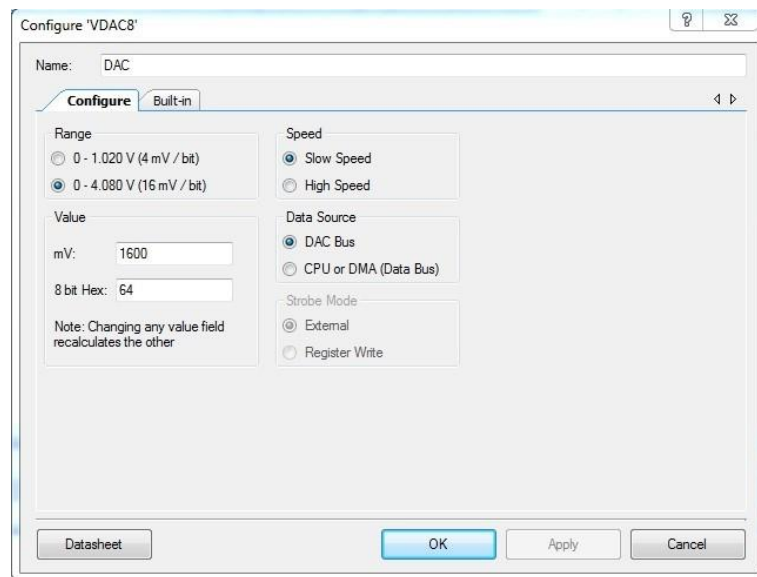 Configure 'VDAC8'
Name: DAC
Configure Built-in
Range
0 - 1.020 V (4 mV / bit)
0 - 4.080 V (16 mV / bit)
Value
mV: 1600
8 bit Hex: 64
Note: Changing any value field
recalculates the other
Speed
Slow Speed
High Speed
Data Source
DAC Bus
CPU or DMA (Data Bus)
Strobe Mode
External
Register Write
Datasheet OK Apply Cancel